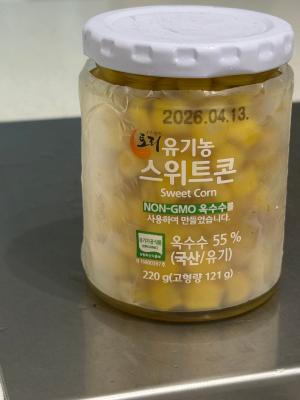 2026.04.13.
유기농
스위트콘
Sweet Corn
NON-GMO 옥수수를
사용하여 만들었습니다.
옥수수 55 %
(국산/유기)
220 g(고형량 121 g)